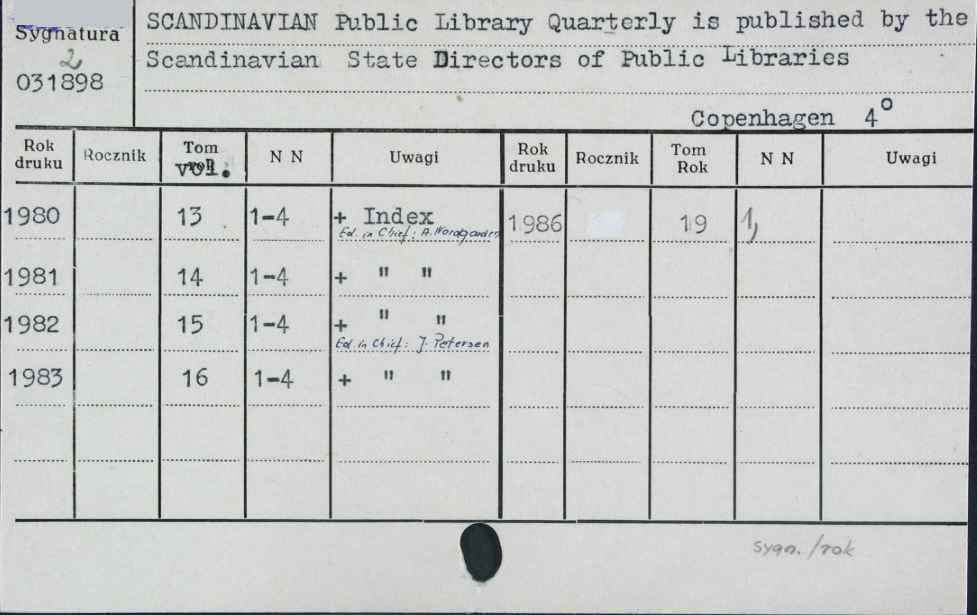 Sygnatura
2
031898
SCANDINAVIAN Public Library Quarterly is published by the
Scandinavian State Directors of Public Libraries
Copenhagen 4°
Rok druku Rocznik Tom vol. N N Uwagi Rok druku Rocznik Tom Rok N N Uwagi
1980 13 1-4 + Index 1986 19 1,
Ed. in Chief: A.
1981 14 1-4 + " "
1982 15 1-4 + " "
Ed. in Chief: J. Petersen
1983 16 1-4 + " "
sygn./rok